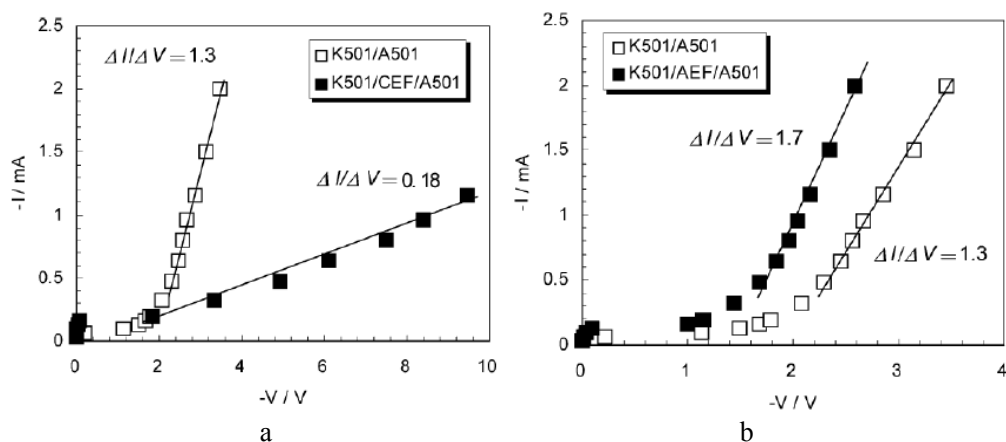 2.5
2
1.5
1
0.5
0
-I / mA
ΔI/ΔV=1.3
K501/A501
K501/CEF/A501
ΔI/ΔV=0.18
0 2 4 6 8 10
-V / V
a
2.5
2
1.5
1
0.5
0
-I / mA
K501/A501
K501/AEF/A501
ΔI/ΔV=1.7
ΔI/ΔV=1.3
0 1 2 3 4
-V / V
b